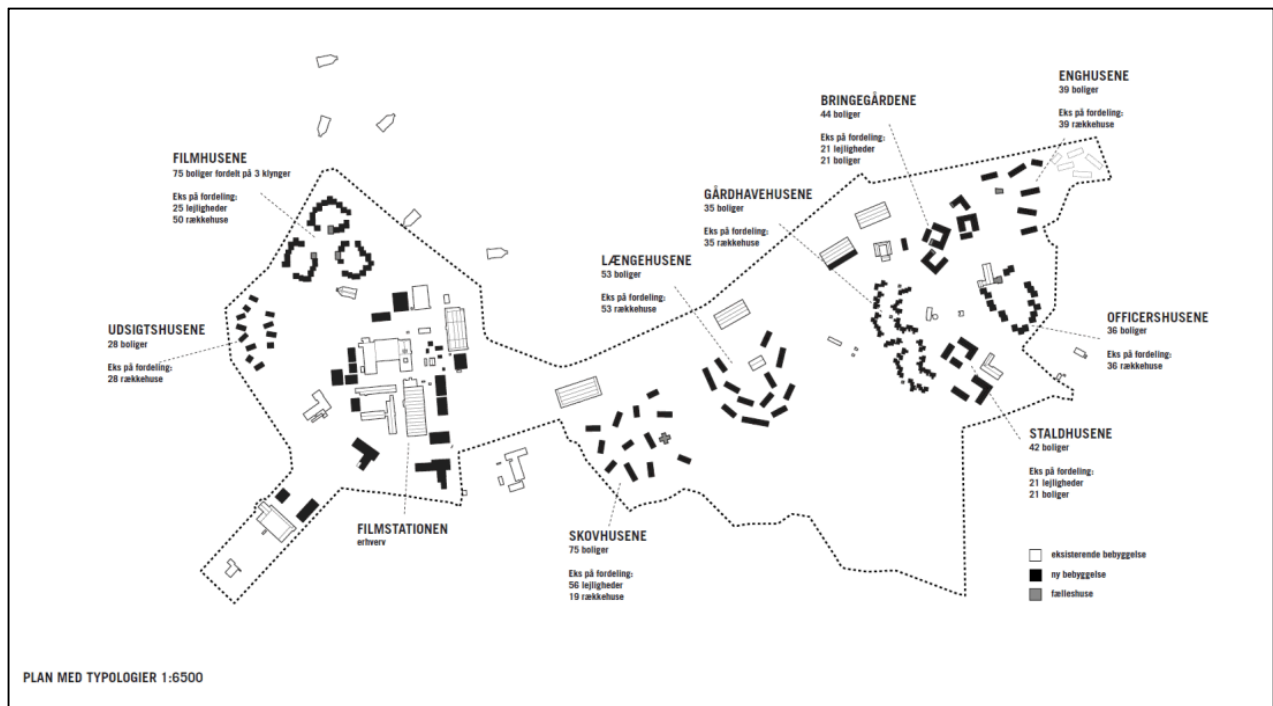 ENGHUSENE
39 boliger
Eks på fordeling:
39 rækkehuse
BRINGEGÅRDENE
44 boliger
Eks på fordeling:
21 lejligheder
21 boliger
FILMHUSENE
75 boliger fordelt på 3 klynger
Eks på fordeling:
25 lejligheder
50 rækkehuse
GÅRDHAVEHUSENE
35 boliger
Eks på fordeling:
35 rækkehuse
LÆNGEHUSENE
53 boliger
Eks på fordeling:
53 rækkehuse
UDSIGTSHUSENE
28 boliger
Eks på fordeling:
28 rækkehuse
OFFICERSHUSENE
36 boliger
Eks på fordeling:
36 rækkehuse
STALDHUSENE
42 boliger
Eks på fordeling:
21 lejligheder
21 boliger
FILMSTATIONEN
erhverv
SKOVHUSENE
75 boliger
Eks på fordeling:
56 lejligheder
19 rækkehuse
eksisterende bebyggelse
ny bebyggelse
fælleshuse
PLAN MED TYPOLOGIER 1:6500